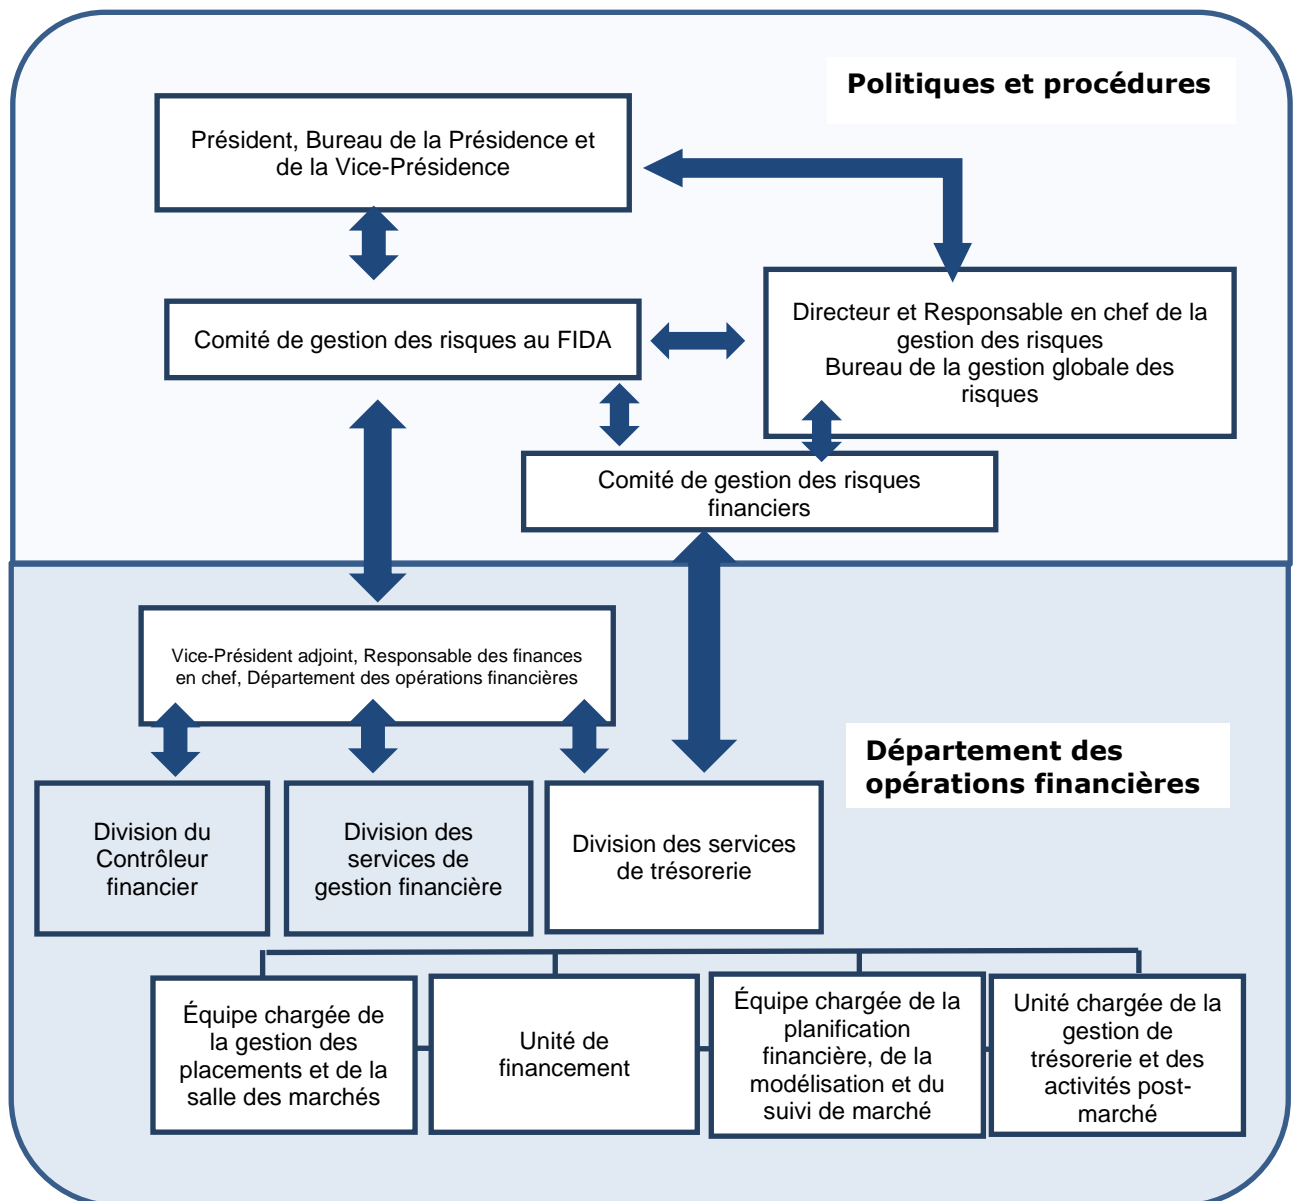 Politiques et procédures
Président, Bureau de la Présidence et
de la Vice-Présidence
Comité de gestion des risques au FIDA
Directeur et Responsable en chef de la
gestion des risques
Bureau de la gestion globale des
risques
Comité de gestion des risques
financiers
Vice-Président adjoint, Responsable des finances
en chef, Département des opérations financières
Département des
opérations financières
Division du
Contrôleur
financier
Division des
services de
gestion financière
Division des services
de trésorerie
Équipe chargée de
la gestion des
placements et de la
salle des marchés
Unité de
financement
Équipe chargée de la
planification
financière, de la
modélisation et du
suivi de marché
Unité chargée de la
gestion de
trésorerie et des
activités post-
marché